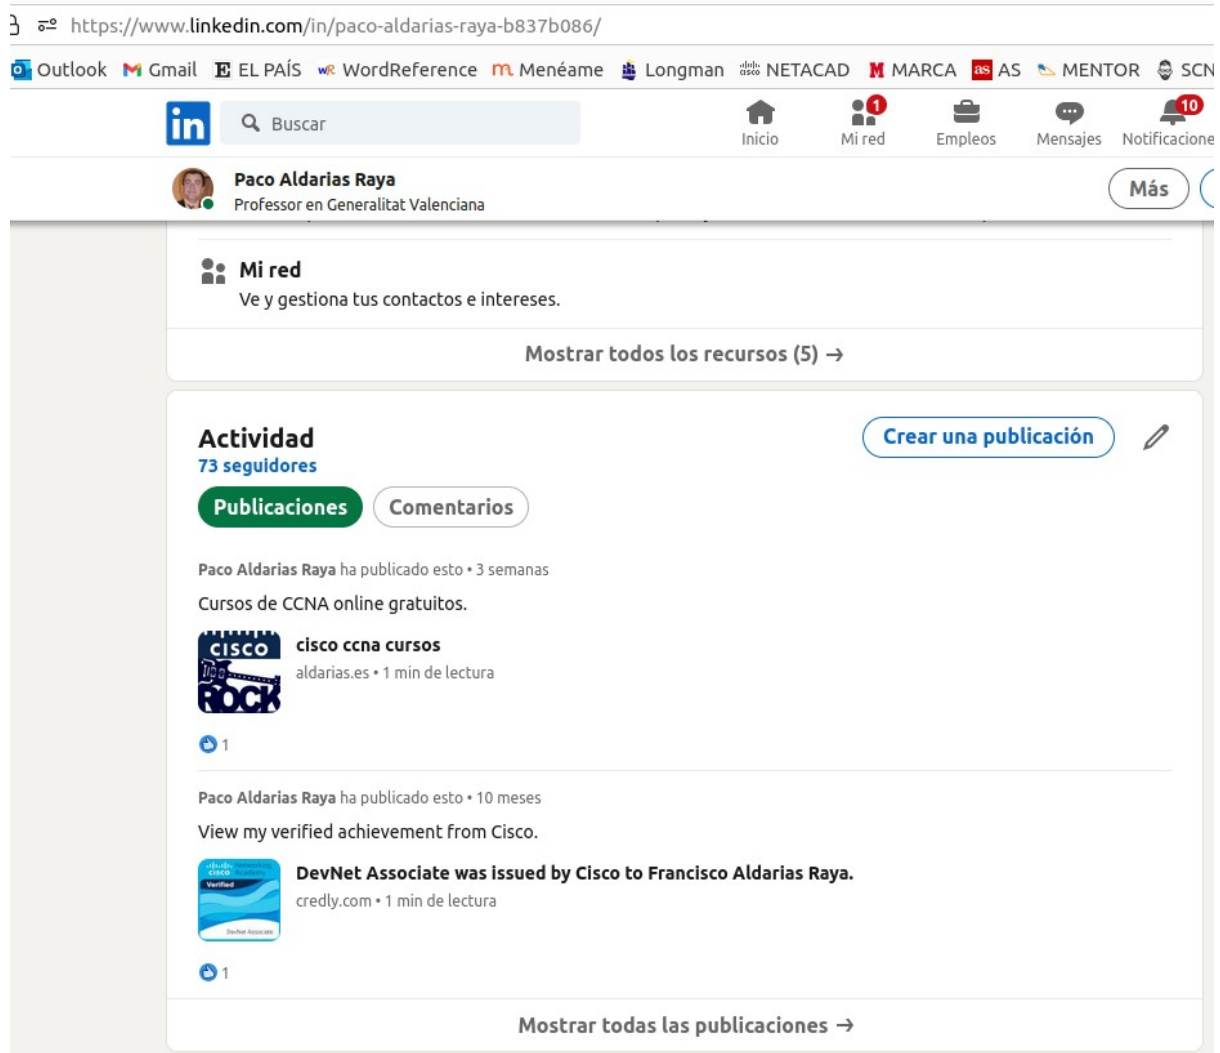 https://www.linkedin.com/in/paco-aldarias-raya-b837b086/
Outlook Gmail EL PAÍS WordReference Menéame Longman NETACAD MARCA AS MENTOR SCN
in Buscar
1 10
Inicio Mi red Empleos Mensajes Notificacione
Paco Aldarias Raya
Professor en Generalitat Valenciana
Más
Mi red
Ve y gestiona tus contactos e intereses.
Mostrar todos los recursos (5) →
Actividad
Crear una publicación
73 seguidores
Publicaciones Comentarios
Paco Aldarias Raya ha publicado esto • 3 semanas
Cursos de CCNA online gratuitos.
CISCO
ROCK
cisco ccna cursos
aldarias.es • 1 min de lectura
1
Paco Aldarias Raya ha publicado esto • 10 meses
View my verified achievement from Cisco.
CISCO Networking Academy
Verified
DevNet Associate
DevNet Associate was issued by Cisco to Francisco Aldarias Raya.
credly.com • 1 min de lectura
1
Mostrar todas las publicaciones →